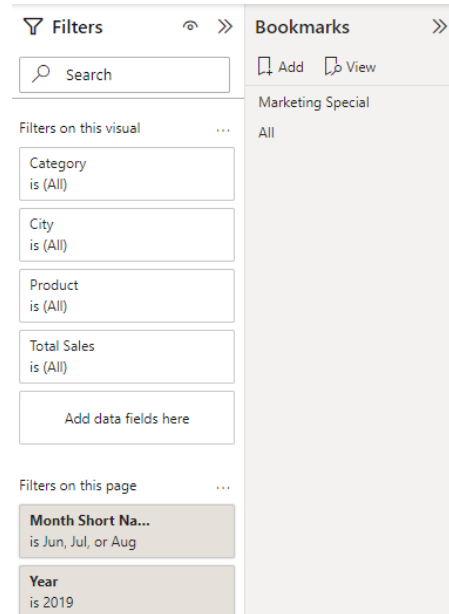 Filters
Search
Filters on this visual
...
Category
is (All)
City
is (All)
Product
is (All)
Total Sales
is (All)
Add data fields here
Filters on this page
...
Month Short Na...
is Jun, Jul, or Aug
Year
is 2019
Bookmarks
Add View
Marketing Special
All